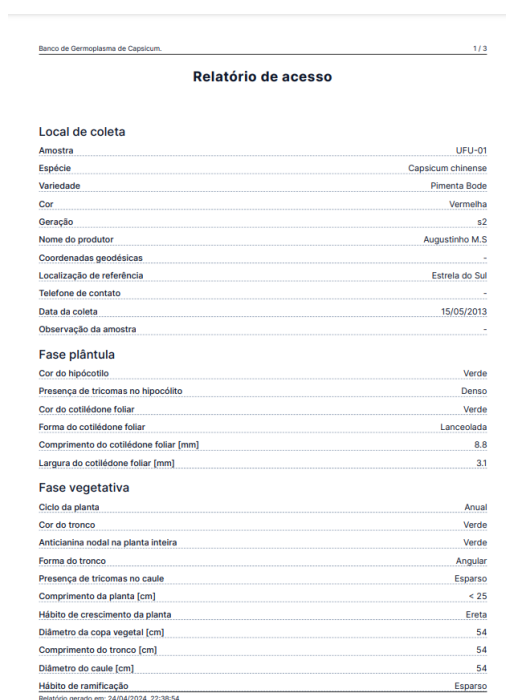 Banco de Germoplasma de Capsicum. 1 / 3
Relatório de acesso
Local de coleta
Amostra UFU-01
Espécie Capsicum chinense
Variedade Pimenta Bode
Cor Vermelha
Geração s2
Nome do produtor Augustinho M.S
Coordenadas geodésicas -
Localização de referência Estrela do Sul
Telefone de contato -
Data da coleta 15/05/2013
Observação da amostra -
Fase plântula
Cor do hipócotilo Verde
Presença de tricomas no hipocólito Denso
Cor do cotilédone foliar Verde
Forma do cotilédone foliar Lanceolada
Comprimento do cotilédone foliar [mm] 8.8
Largura do cotilédone foliar [mm] 3.1
Fase vegetativa
Ciclo da planta Anual
Cor do tronco Verde
Anticianina nodal na planta inteira Verde
Forma do tronco Angular
Presença de tricomas no caule Esparso
Comprimento da planta [cm] < 25
Hábito de crescimento da planta Ereta
Diâmetro da copa vegetal [cm] 54
Comprimento do tronco [cm] 54
Diâmetro do caule [cm] 54
Hábito de ramificação Esparso
Relatório gerado em: 24/04/2024, 22:38:54